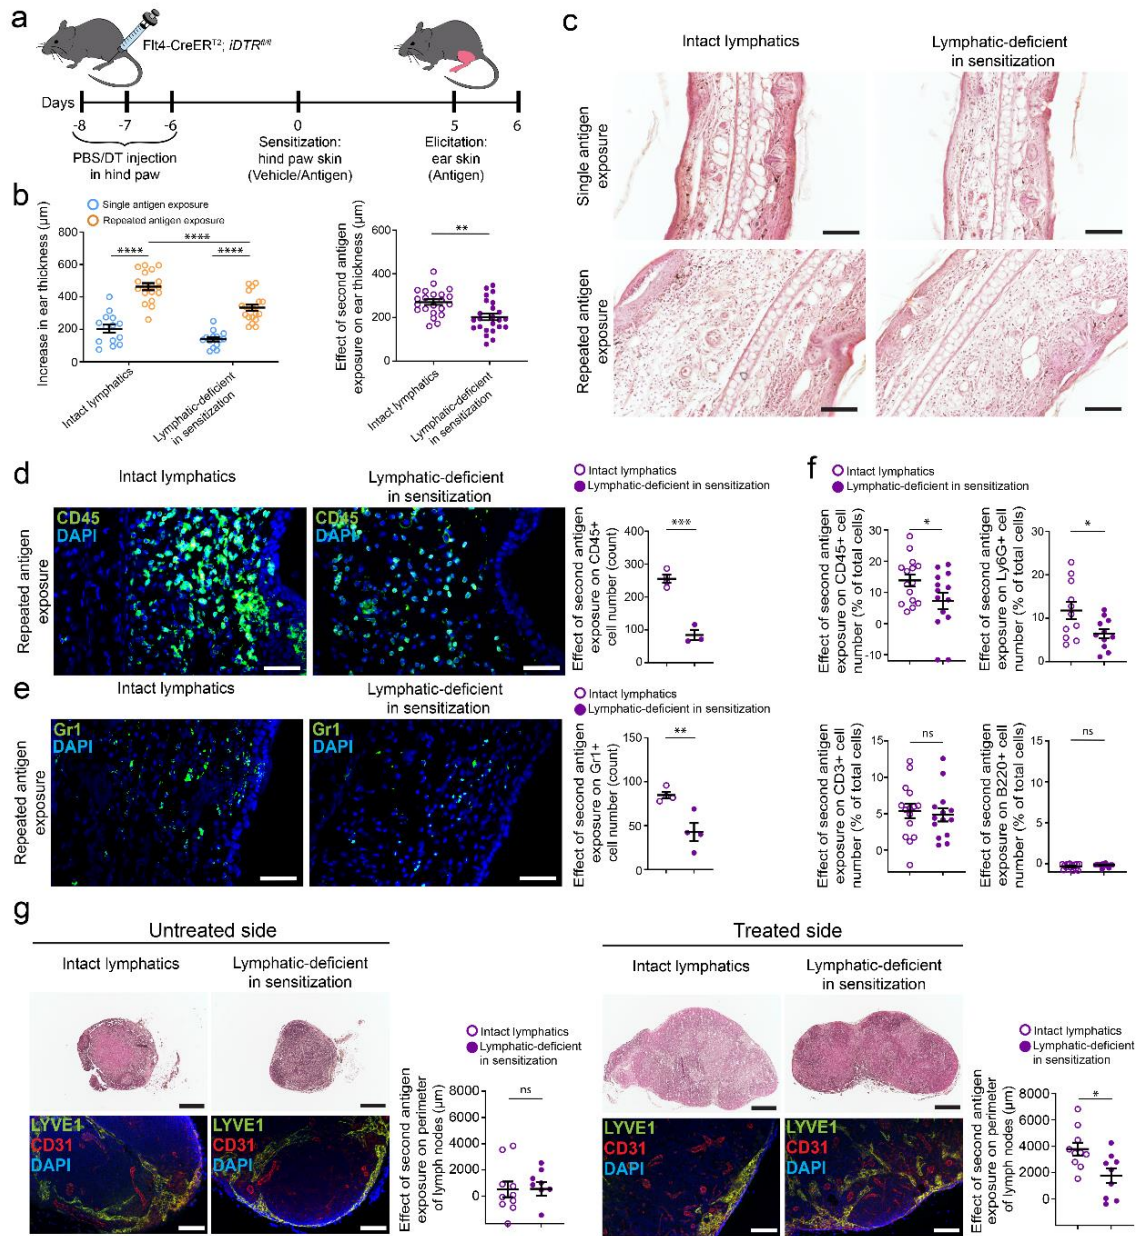 a
Flt4-CreERT2; iDTRfl/fl
Days
-8
-7
-6
0
5
6
PBS/DT injection
in hind paw
Sensitization:
hind paw skin
(Vehicle/Antigen)
Elicitation:
ear skin
(Antigen)
b
Single antigen exposure
Repeated antigen exposure
Increase in ear thickness (µm)
800
600
400
200
0
****
****
****
Intact lymphatics
Lymphatic-deficient
in sensitization
Effect of second antigen
exposure on ear thickness (µm)
600
400
200
0
**
Intact lymphatics
Lymphatic-deficient
in sensitization
c
Intact lymphatics
Lymphatic-deficient
in sensitization
Single antigen
exposure
Repeated antigen
exposure
d
Intact lymphatics
Lymphatic-deficient
in sensitization
Repeated antigen
exposure
CD45
DAPI
CD45
DAPI
Intact lymphatics
Lymphatic-deficient in sensitization
Effect of second antigen
exposure on CD45+
cell number (count)
400
300
200
100
0
***
e
Intact lymphatics
Lymphatic-deficient
in sensitization
Repeated antigen
exposure
Gr1
DAPI
Gr1
DAPI
Intact lymphatics
Lymphatic-deficient in sensitization
Effect of second antigen
exposure on Gr1+
cell number (count)
150
100
50
0
**
f
Intact lymphatics
Lymphatic-deficient in sensitization
Effect of second antigen
exposure on CD45+ cell
number (% of total cells)
30
20
10
0
-10
*
Effect of second antigen
exposure on Ly6G+ cell
number (% of total cells)
30
20
10
0
*
Effect of second antigen
exposure on CD3+ cell
number (% of total cells)
15
10
5
0
ns
Effect of second antigen
exposure on B220+ cell
number (% of total cells)
15
10
5
0
ns
g
Untreated side
Intact lymphatics
Lymphatic-deficient
in sensitization
LYVE1
CD31
DAPI
LYVE1
CD31
DAPI
Intact lymphatics
Lymphatic-deficient
in sensitization
Effect of second antigen
exposure on perimeter
of lymph nodes (µm)
8000
6000
4000
2000
0
ns
Treated side
Intact lymphatics
Lymphatic-deficient
in sensitization
LYVE1
CD31
DAPI
LYVE1
CD31
DAPI
Intact lymphatics
Lymphatic-deficient
in sensitization
Effect of second antigen
exposure on perimeter
of lymph nodes (µm)
8000
6000
4000
2000
0
*